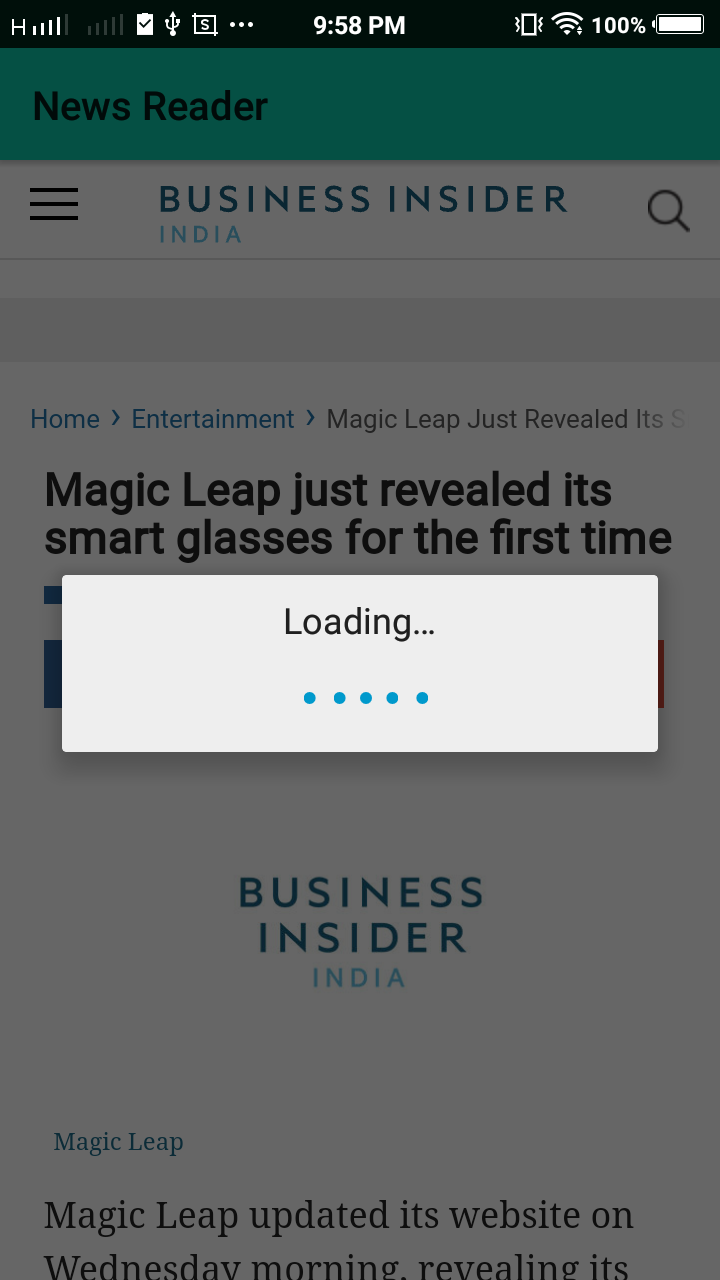 H S 9:58 PM 100%
News Reader
BUSINESS INSIDER
INDIA
Home › Entertainment › Magic Leap Just Revealed Its S
Magic Leap just revealed its
smart glasses for the first time
Loading...
BUSINESS
INSIDER
INDIA
Magic Leap
Magic Leap updated its website on
Wednesday morning, revealing its